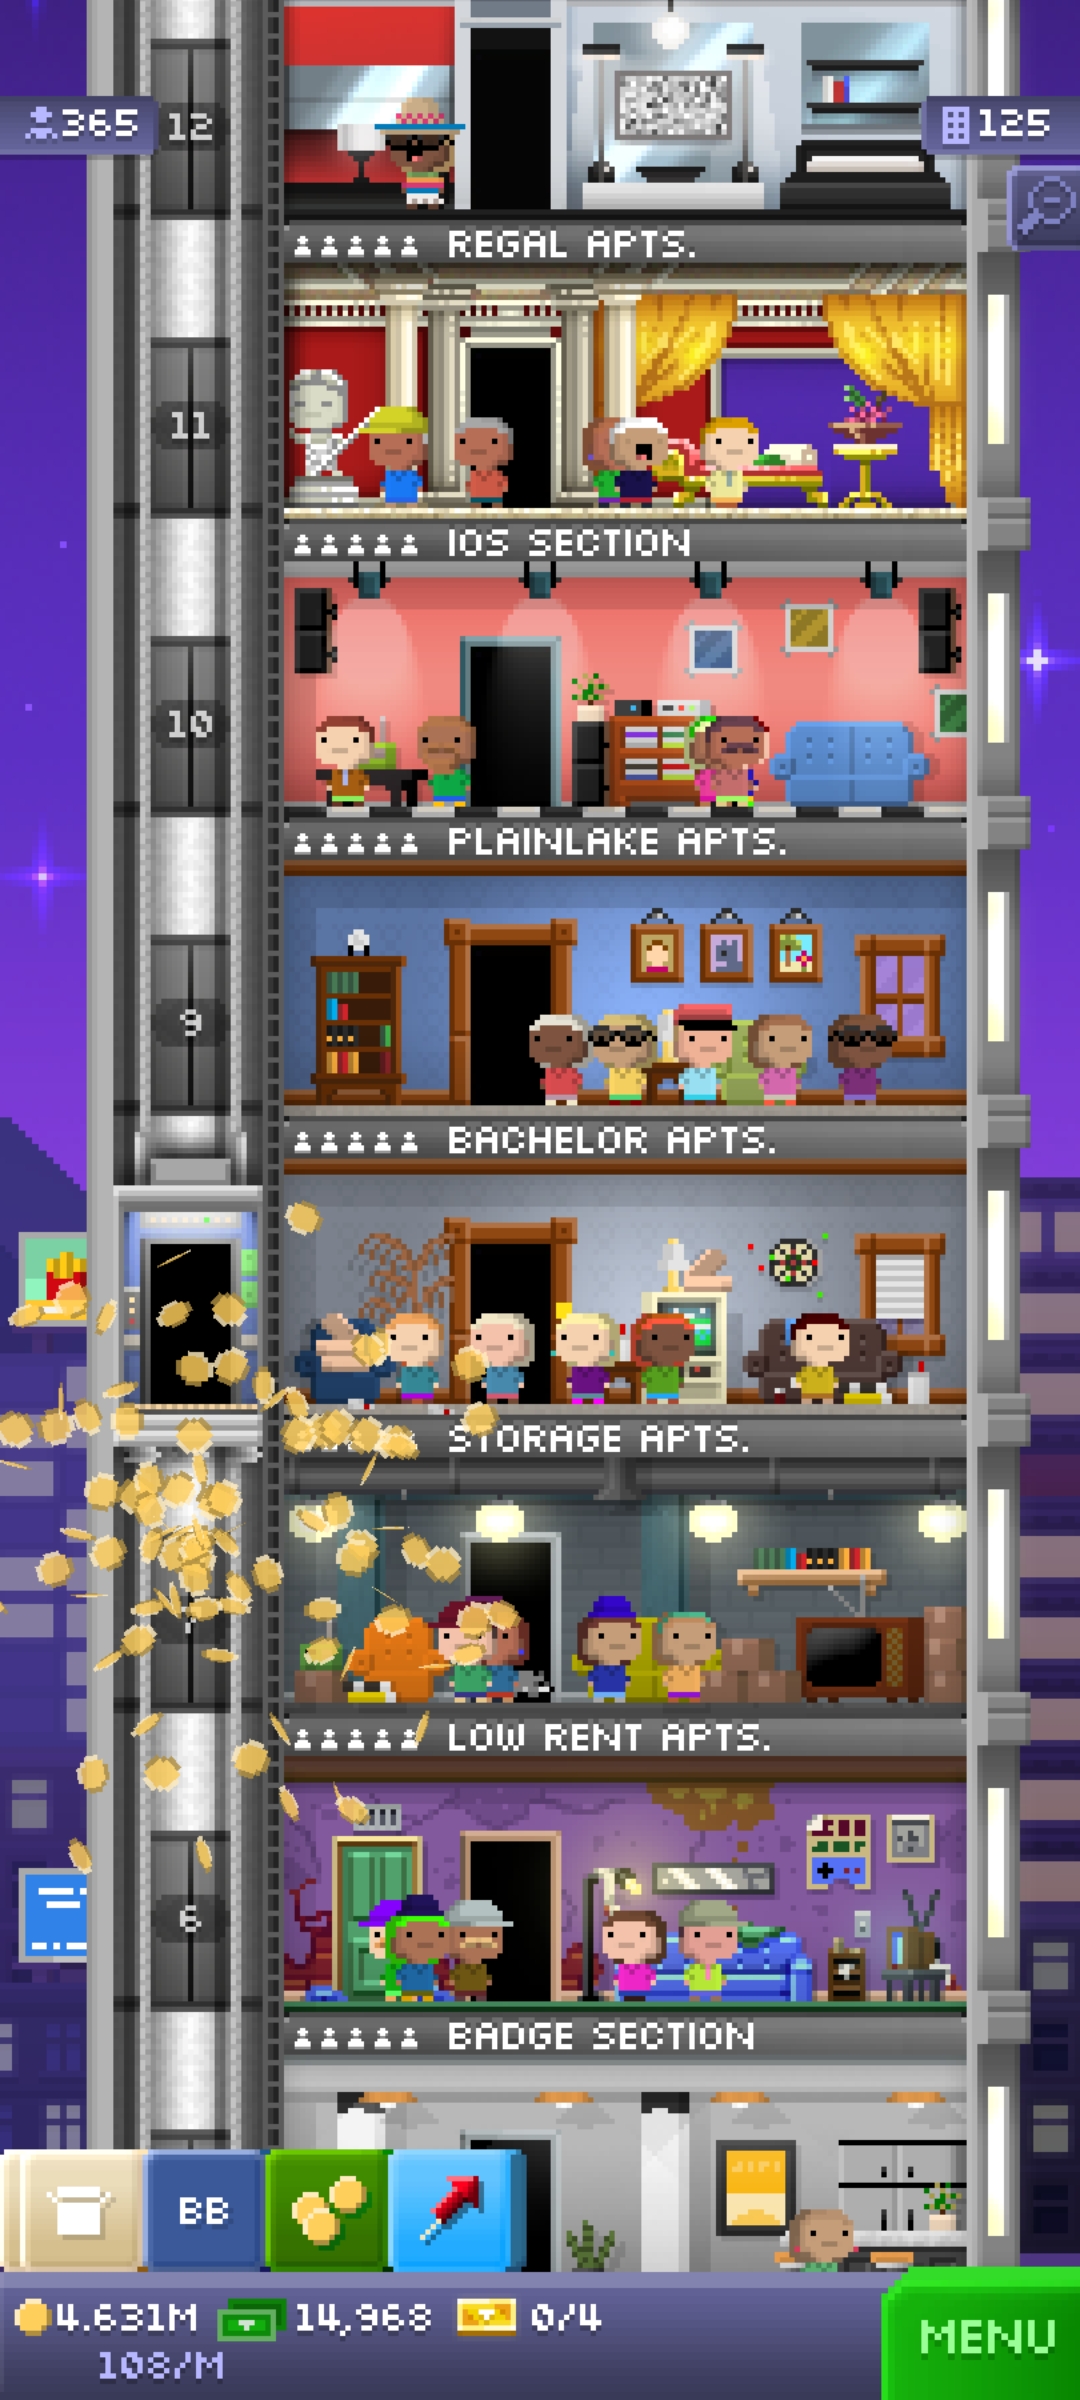 365
12
125
REGAL APTS.
11
IOS SECTION
10
PLAINLAKE APTS.
9
BACHELOR APTS.
STORAGE APTS.
LOW RENT APTS.
6
BADGE SECTION
BB
4.631M 14,968 0/4
108/M
MENU